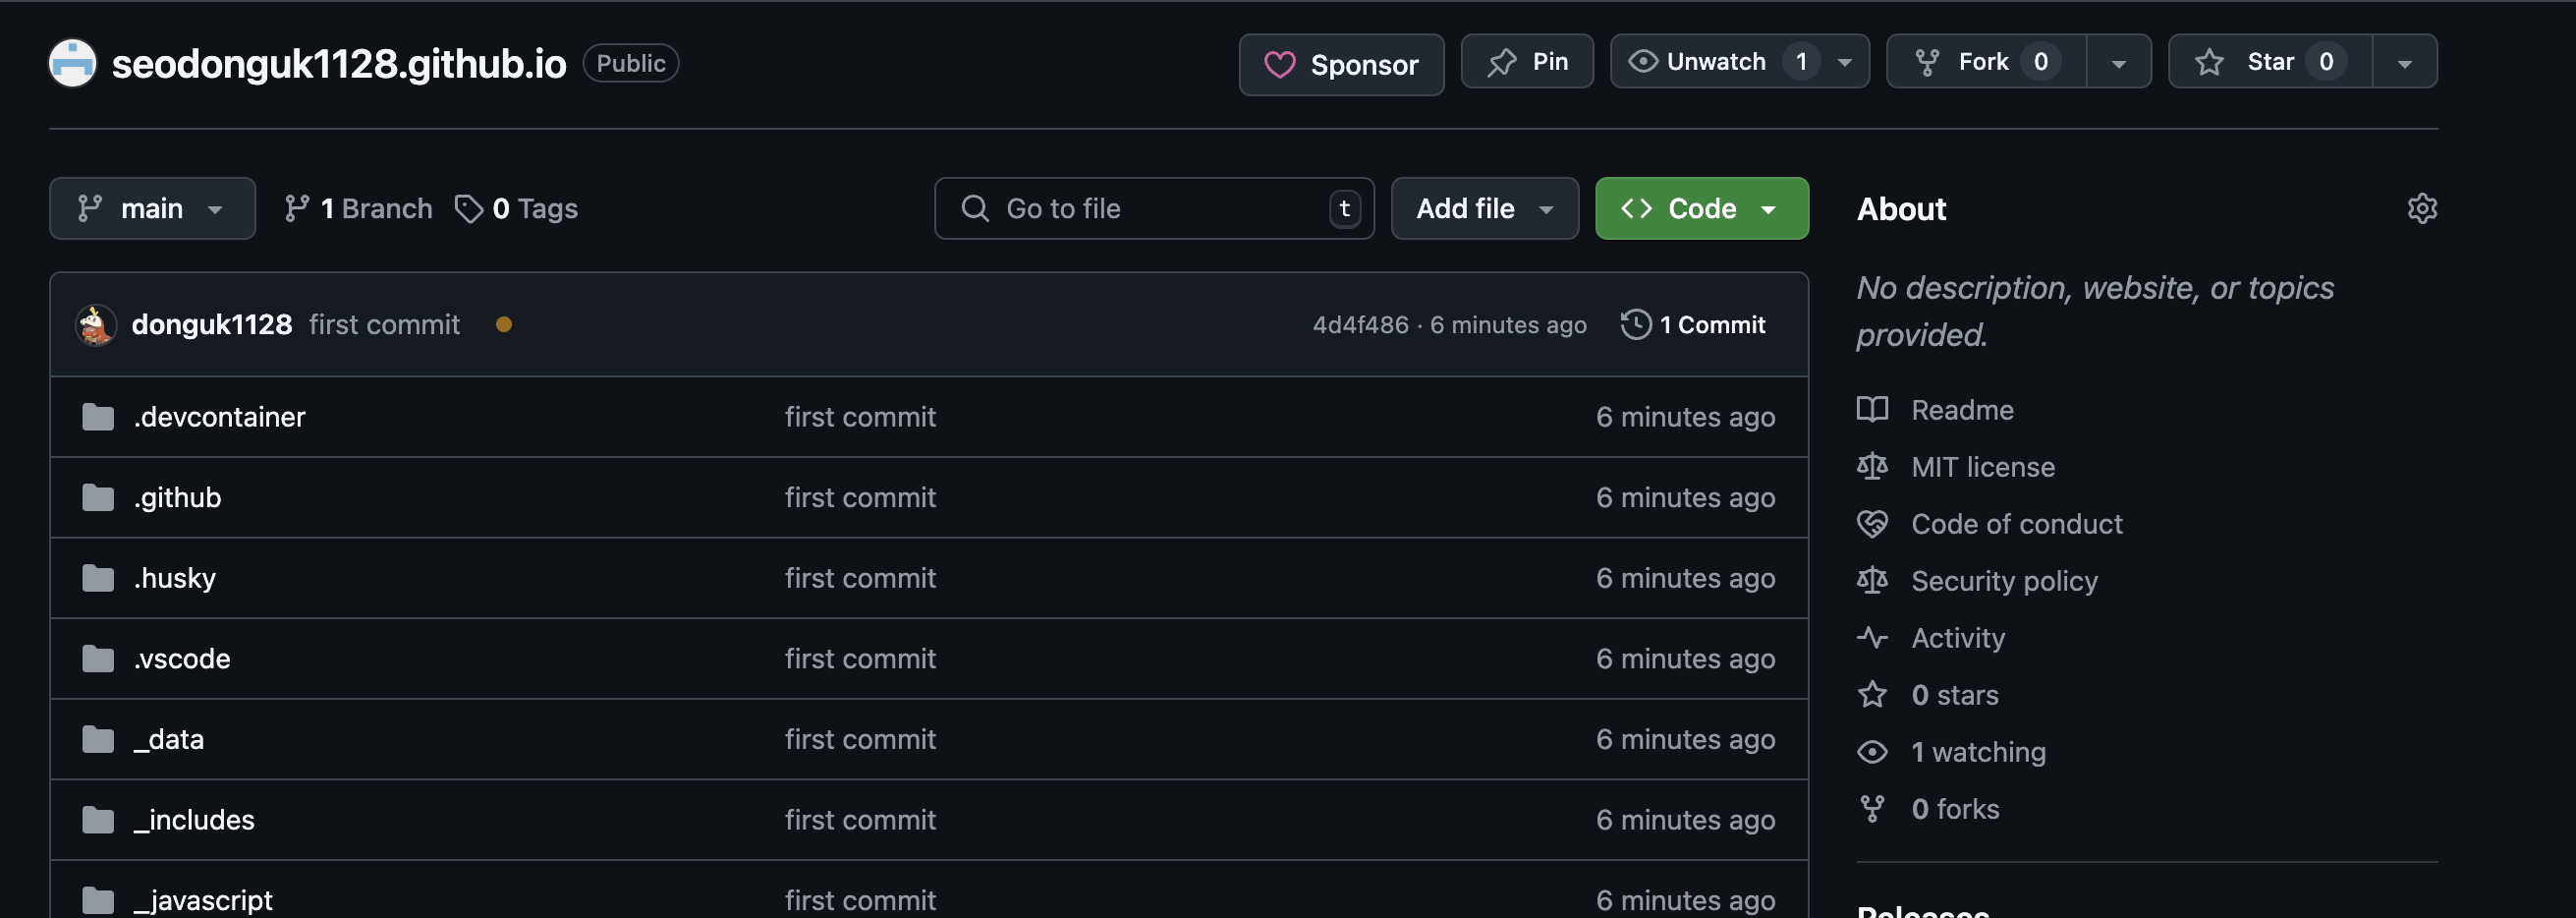 seodonguk1128.github.io Public Sponsor Pin Unwatch 1 Fork 0 Star 0
main 1 Branch 0 Tags Go to file t Add file Code
donguk1128 first commit 4d4f486 · 6 minutes ago 1 Commit
.devcontainer first commit 6 minutes ago
.github first commit 6 minutes ago
.husky first commit 6 minutes ago
.vscode first commit 6 minutes ago
_data first commit 6 minutes ago
_includes first commit 6 minutes ago
_javascript first commit 6 minutes ago
About
No description, website, or topics
provided.
Readme
MIT license
Code of conduct
Security policy
Activity
0 stars
1 watching
0 forks
Releases